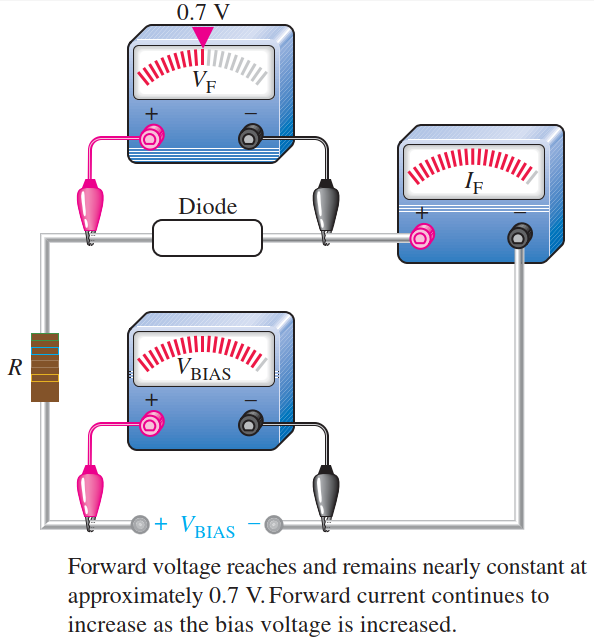 0.7 V
VF
+ −
IF
Diode
+ −
VBIAS
R
+ −
+ VBIAS −
Forward voltage reaches and remains nearly constant at
approximately 0.7 V. Forward current continues to
increase as the bias voltage is increased.